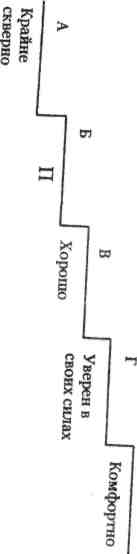 А
Крайне
скверно
Б
П
В
Хорошо
Г
Уверен в
своих силах
Комфортно